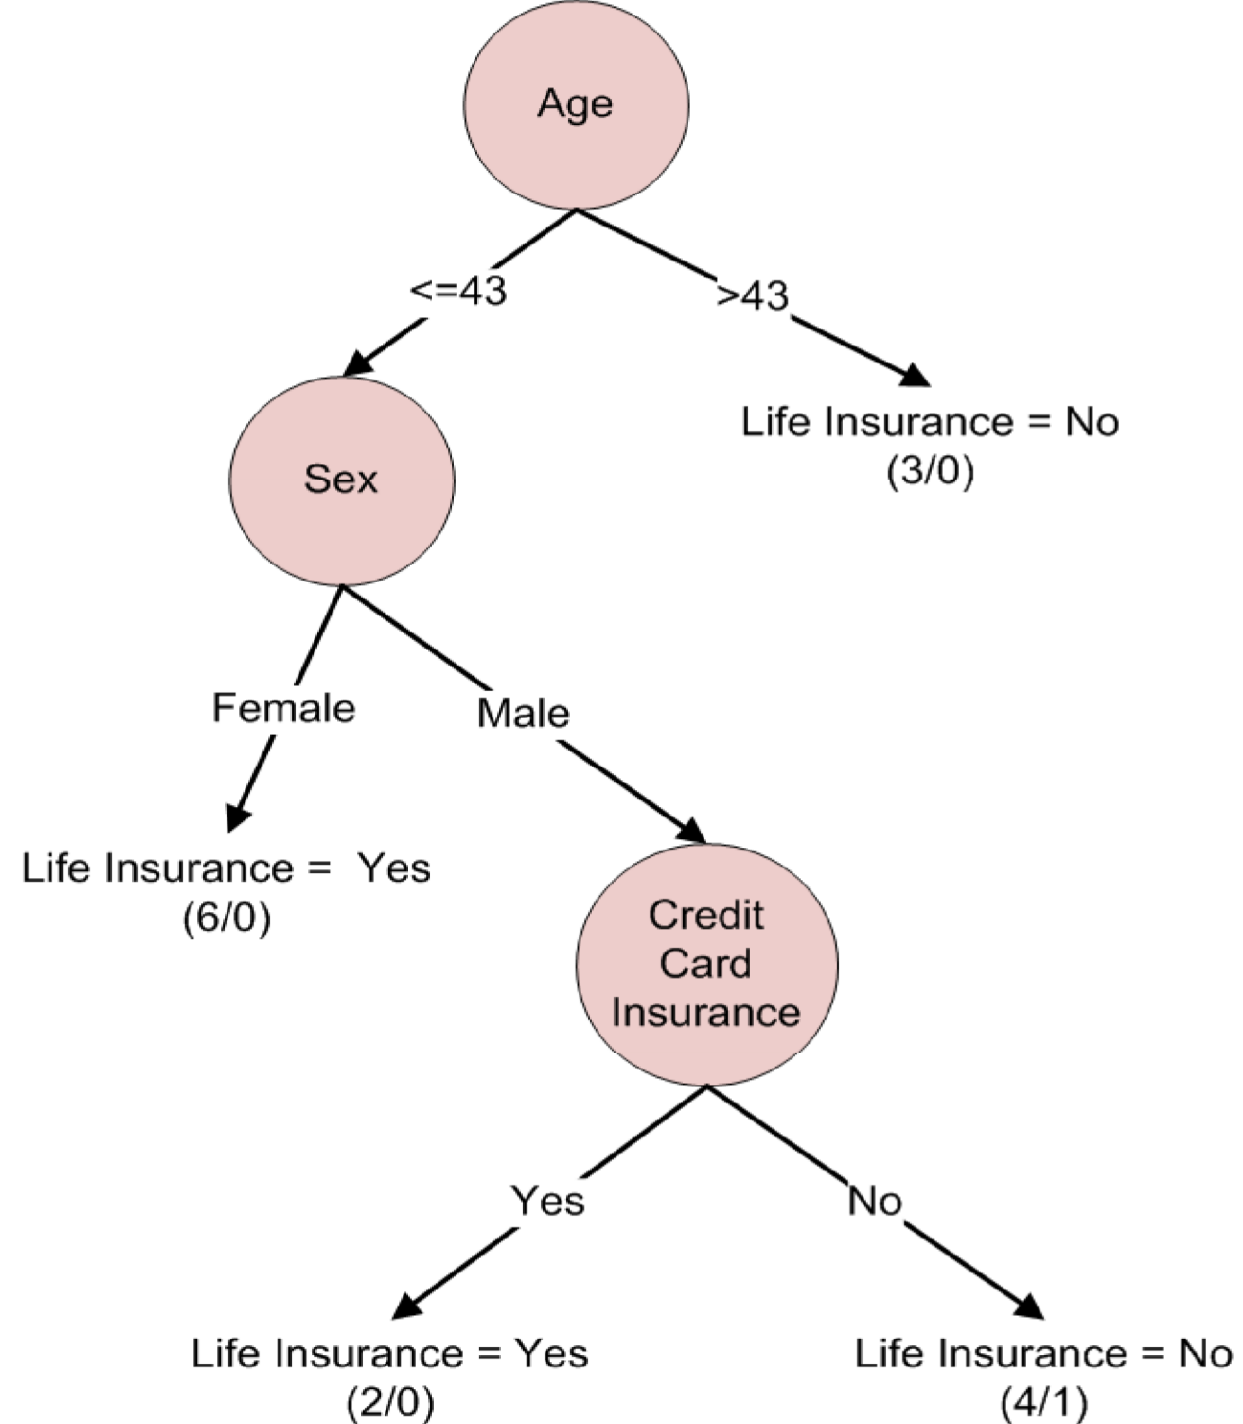 Age
<=43
>43
Life Insurance = No
(3/0)
Sex
Female
Male
Life Insurance =  Yes
(6/0)
Credit
Card
Insurance
Yes
No
Life Insurance = Yes
(2/0)
Life Insurance = No
(4/1)